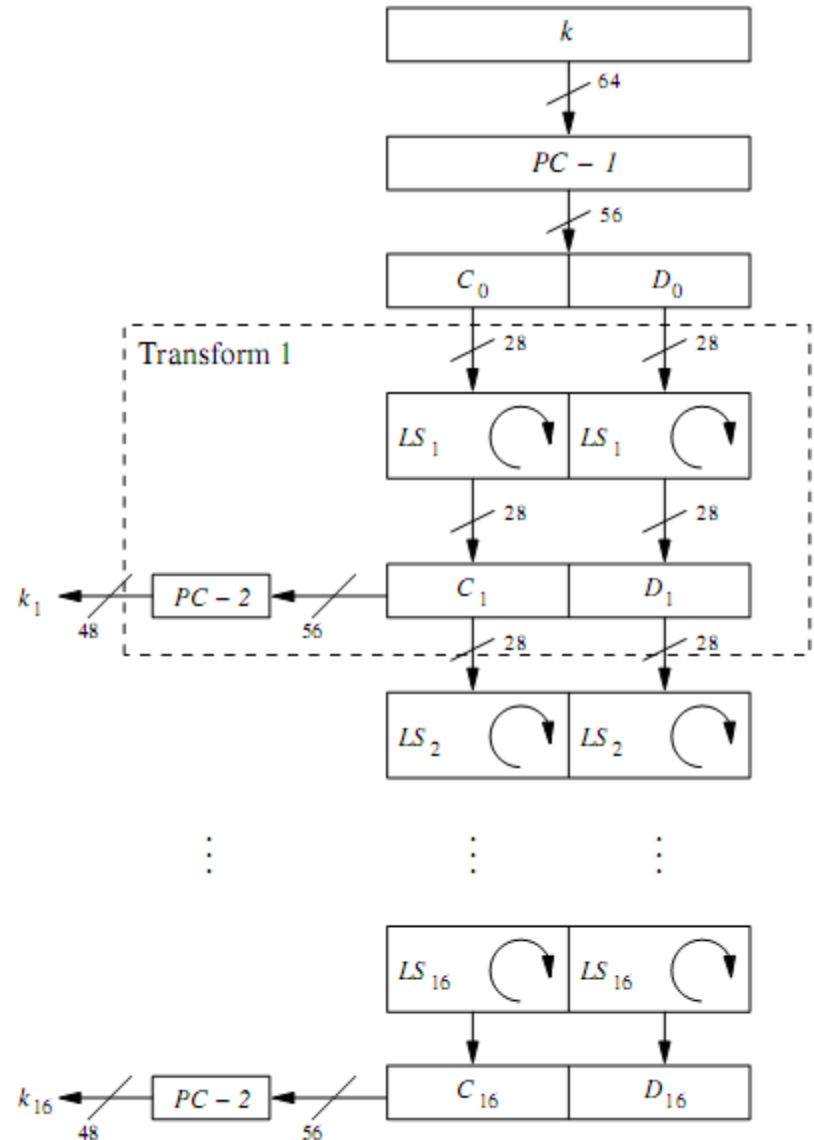 k
64
PC - 1
56
C0 D0
Transform 1
28 28
LS1 LS1
28 28
k1 48 PC - 2 56 C1 D1
28 28
LS2 LS2
⋮ ⋮ ⋮
LS16 LS16
k16 48 PC - 2 56 C16 D16